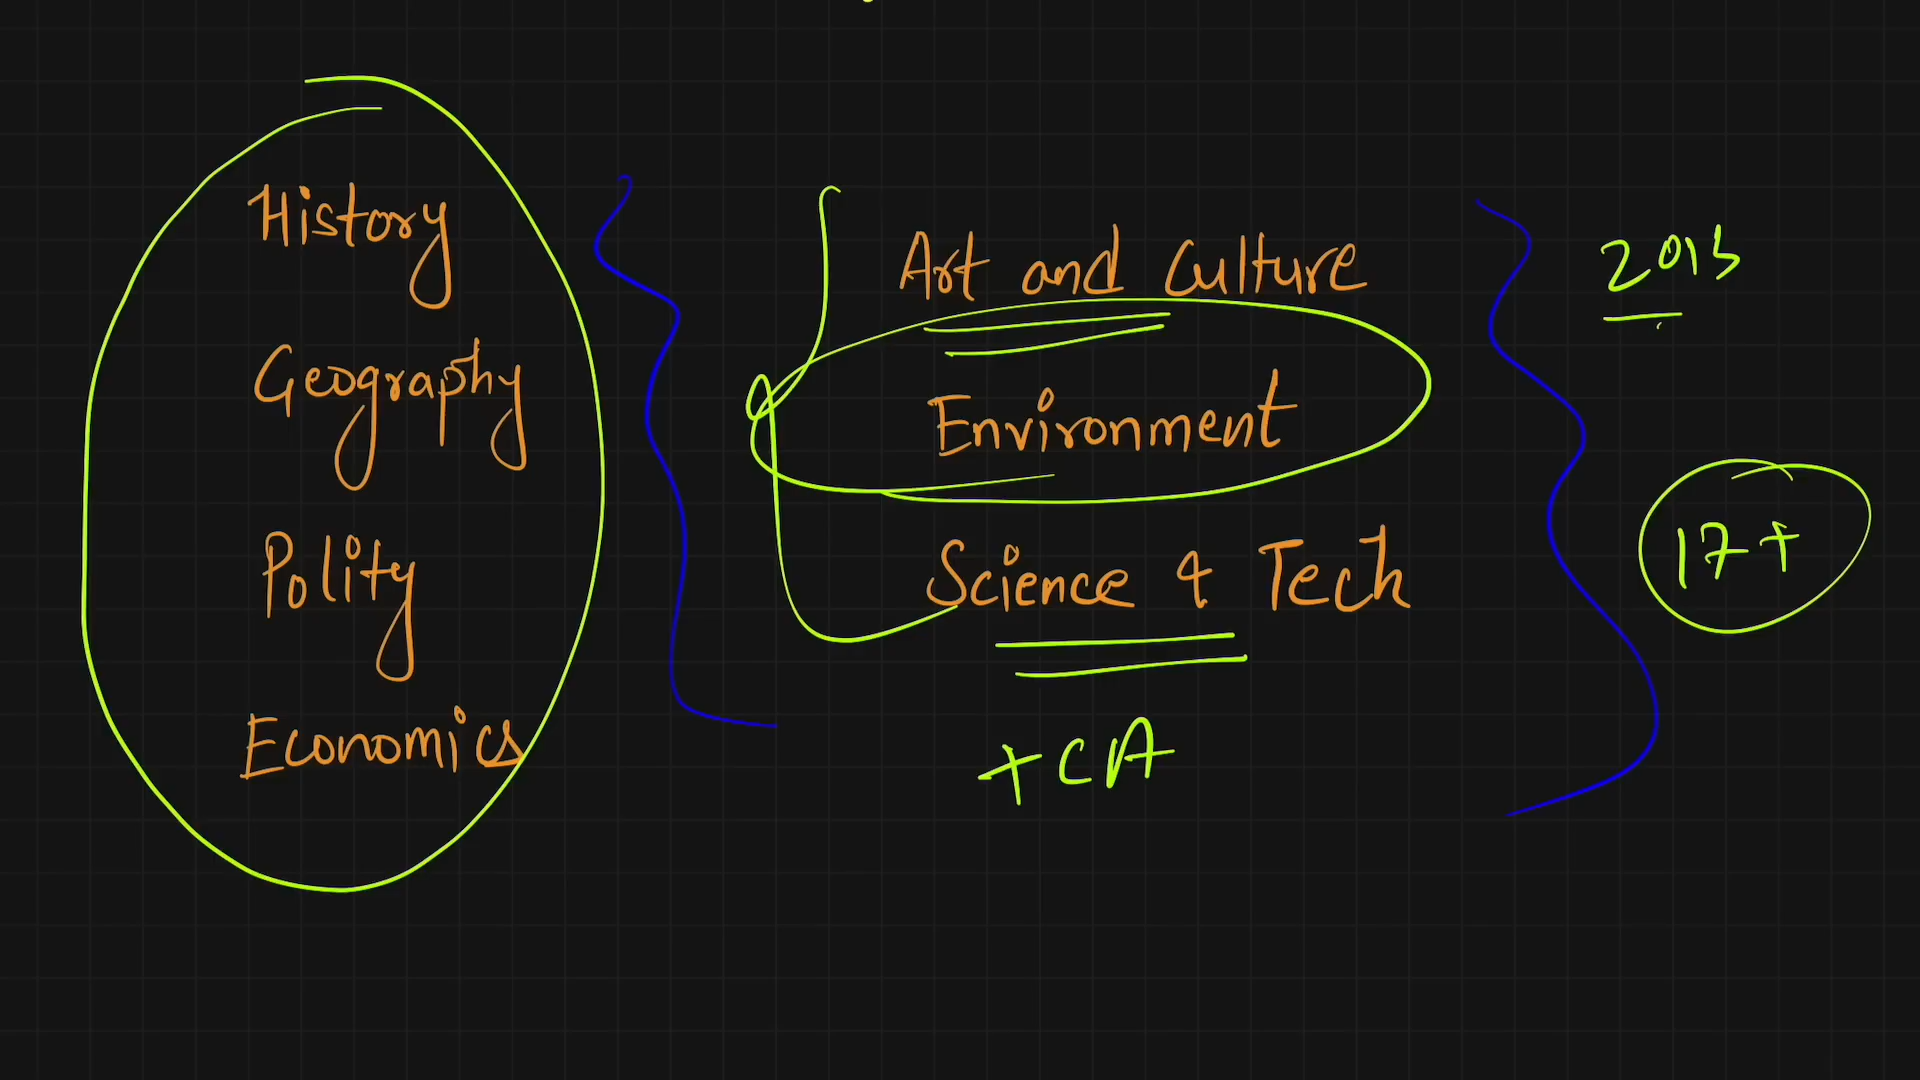 History
Geography
Polity
Economics
Art and Culture
Environment
Science & Tech
+ CA
2013
17+